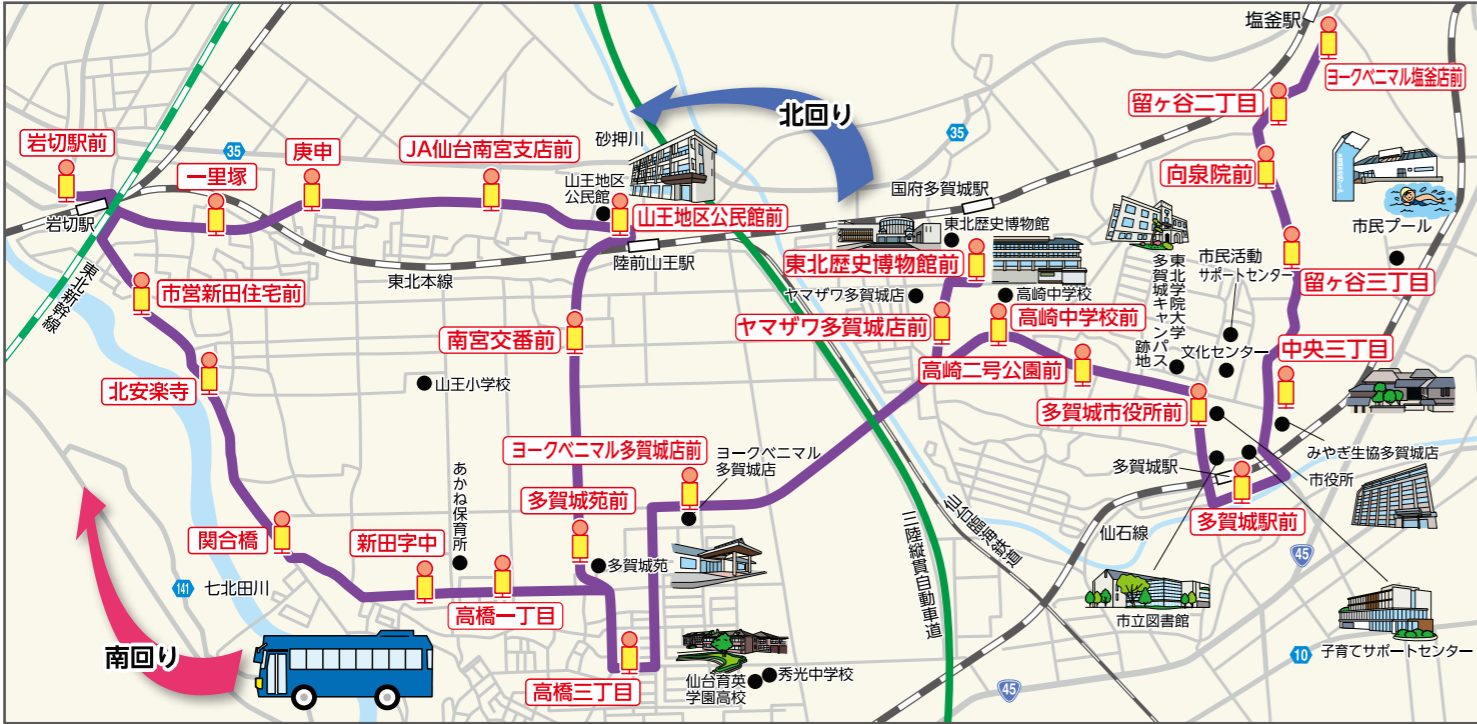 塩釜駅
ヨークベニマル塩釜店前
留ヶ谷二丁目
北回り
砂押川
35
岩切駅前
35
庚申
JA仙台南宮支店前
一里塚
山王地区
公民館
山王地区公民館前
国府多賀城駅
向泉院前
市民プール
岩切駅
陸前山王駅
東北本線
東北歴史博物館
東北歴史博物館前
東北学院大学
多賀城キャンパス
跡地
市民活動
サポートセンター
留ヶ谷三丁目
東北新幹線
市営新田住宅前
ヤマザワ多賀城店
高崎中学校
ヤマザワ多賀城店前
高崎中学校前
南宮交番前
文化センター
中央三丁目
高崎二号公園前
北安楽寺
山王小学校
多賀城市役所前
ヨークベニマル多賀城店前
ヨークベニマル
多賀城店
みやぎ生協多賀城店
多賀城駅
市役所
あかね保育所
多賀城苑前
多賀城駅前
関合橋
新田字中
仙台臨海鉄道
三陸縦貫自動車道
仙石線
45
多賀城苑
141
七北田川
高橋一丁目
市立図書館
南回り
子育てサポートセンター
10
高橋三丁目
仙台育英
学園高校
秀光中学校
45